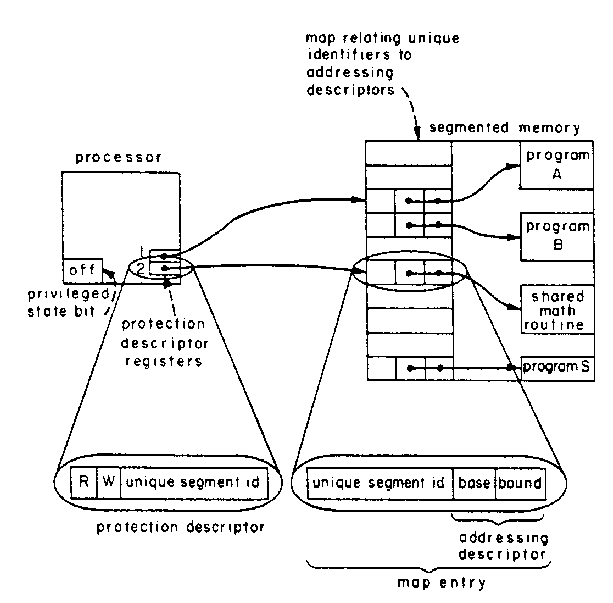 map relating unique
identifiers to
addressing
descriptors
segmented memory
processor
program
A
program
B
1
2
off
privileged
state bit
protection
descriptor
registers
shared
math
routine
program S
R W unique segment id
unique segment id base bound
protection descriptor
addressing
descriptor
map entry